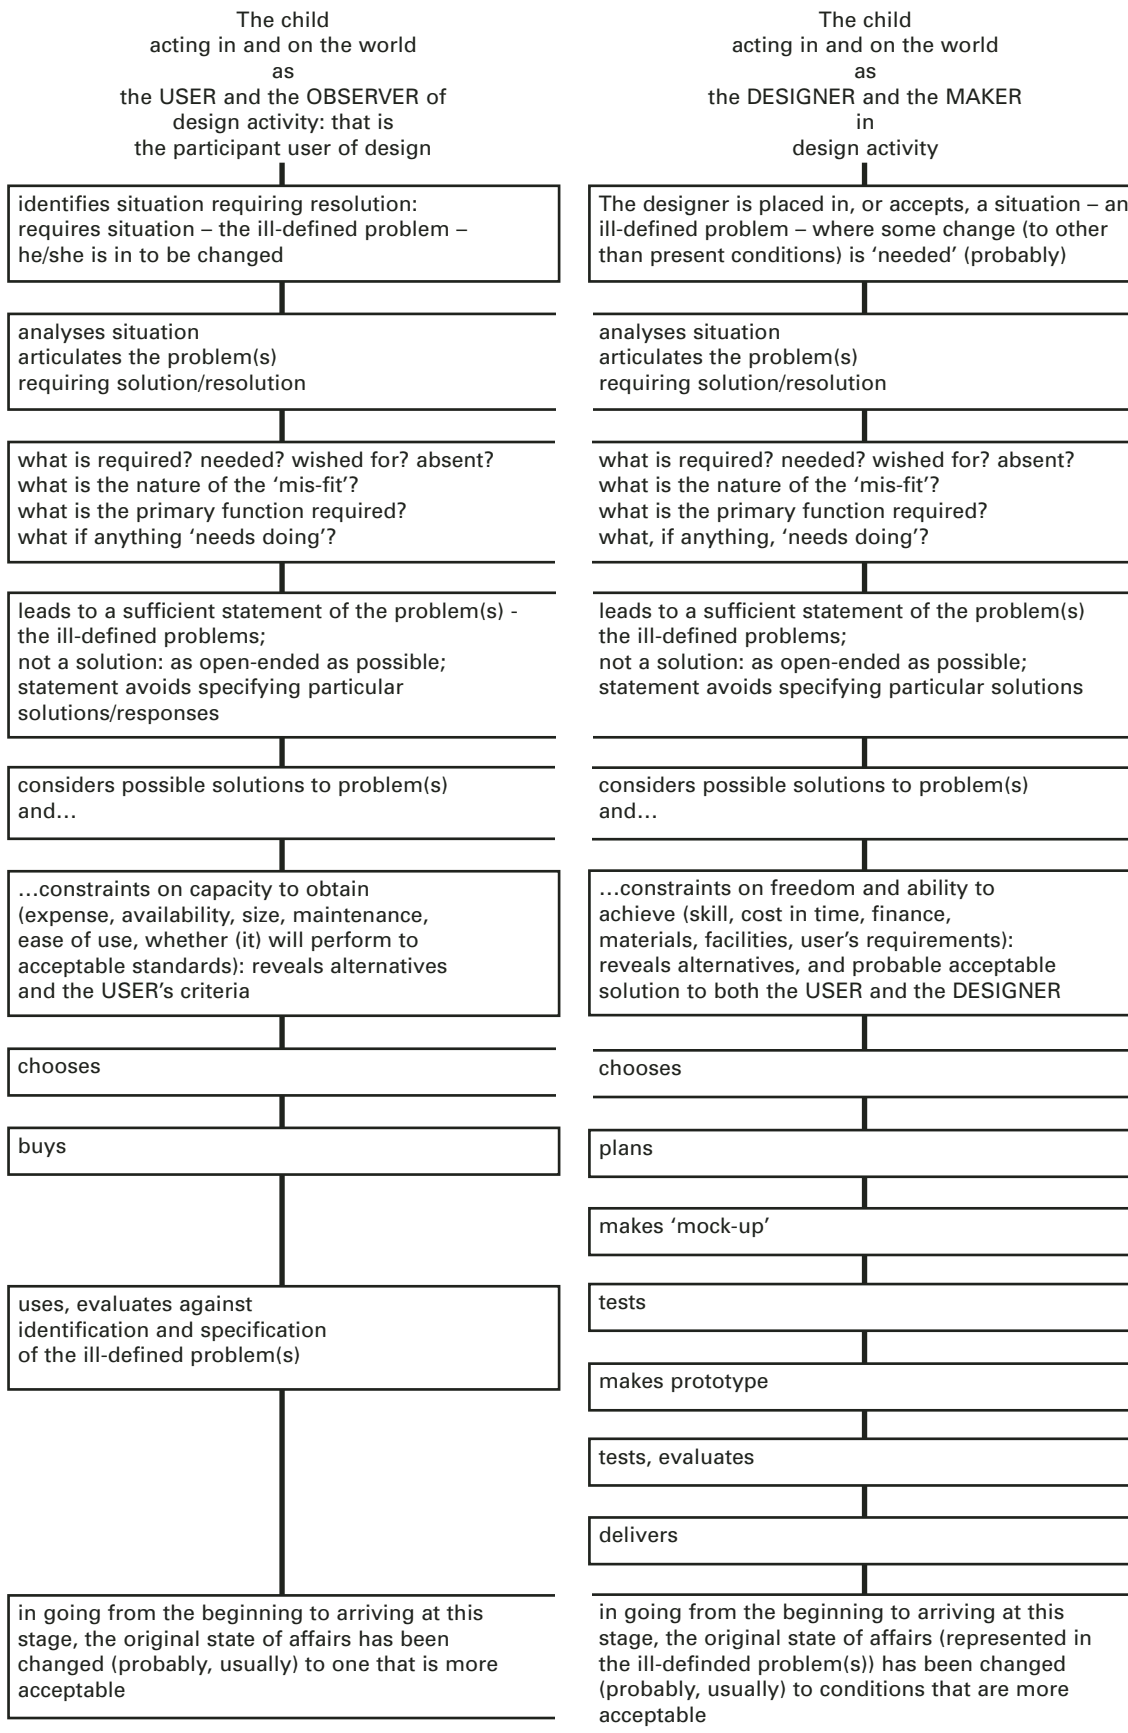 The child
acting in and on the world
as
the USER and the OBSERVER of
design activity: that is
the participant user of design
identifies situation requiring resolution:
requires situation – the ill-defined problem –
he/she is in to be changed
analyses situation
articulates the problem(s)
requiring solution/resolution
what is required? needed? wished for? absent?
what is the nature of the ‘mis-fit’?
what is the primary function required?
what if anything ‘needs doing’?
leads to a sufficient statement of the problem(s) -
the ill-defined problems;
not a solution: as open-ended as possible;
statement avoids specifying particular
solutions/responses
considers possible solutions to problem(s)
and…
…constraints on capacity to obtain
(expense, availability, size, maintenance,
ease of use, whether (it) will perform to
acceptable standards): reveals alternatives
and the USER’s criteria
chooses
buys
uses, evaluates against
identification and specification
of the ill-defined problem(s)
in going from the beginning to arriving at this
stage, the original state of affairs has been
changed (probably, usually) to one that is more
acceptable
The child
acting in and on the world
as
the DESIGNER and the MAKER
in
design activity
The designer is placed in, or accepts, a situation – an
ill-defined problem – where some change (to other
than present conditions) is ‘needed’ (probably)
analyses situation
articulates the problem(s)
requiring solution/resolution
what is required? needed? wished for? absent?
what is the nature of the ‘mis-fit’?
what is the primary function required?
what, if anything, ‘needs doing’?
leads to a sufficient statement of the problem(s)
the ill-defined problems;
not a solution: as open-ended as possible;
statement avoids specifying particular solutions
considers possible solutions to problem(s)
and…
…constraints on freedom and ability to
achieve (skill, cost in time, finance,
materials, facilities, user’s requirements):
reveals alternatives, and probable acceptable
solution to both the USER and the DESIGNER
chooses
plans
makes ‘mock-up’
tests
makes prototype
tests, evaluates
delivers
in going from the beginning to arriving at this
stage, the original state of affairs (represented in
the ill-definded problem(s)) has been changed
(probably, usually) to conditions that are more
acceptable